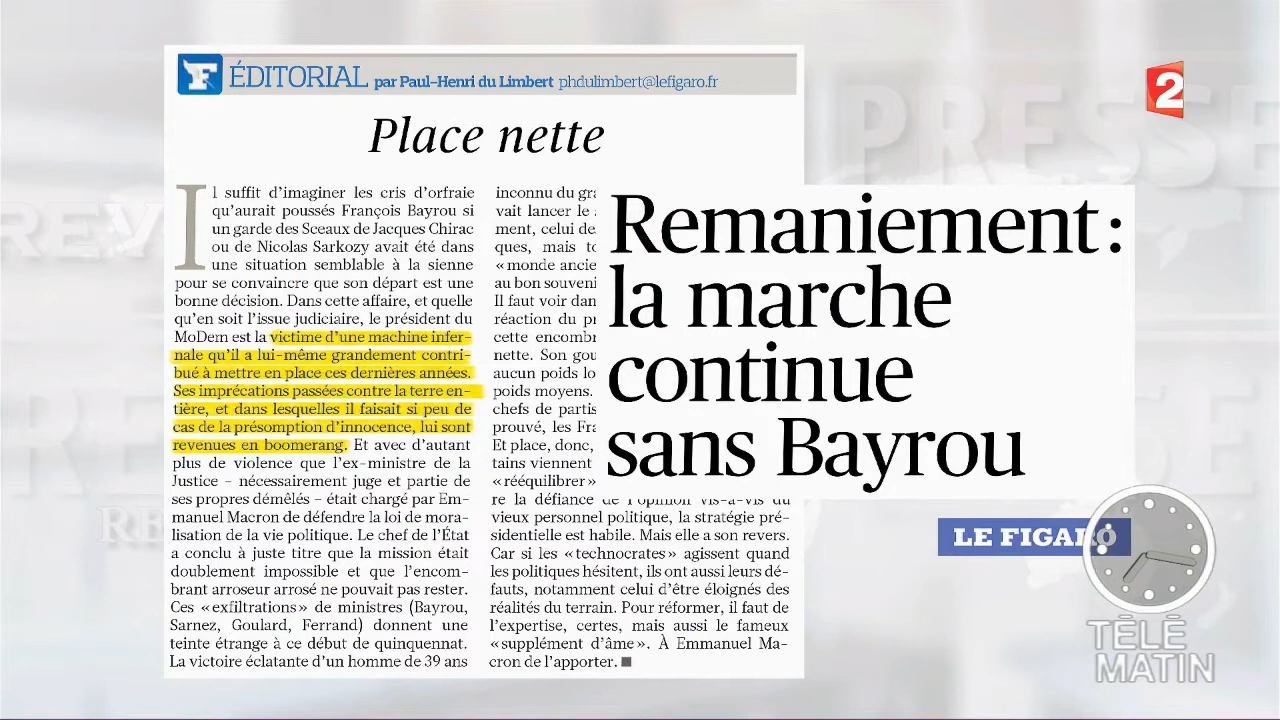 ÉDITORIAL par Paul-Henri du Limbert phdulimbert@lefigaro.fr
Place nette
Il suffit d'imaginer les cris d'orfraie
qu'aurait poussés François Bayrou si
un garde des Sceaux de Jacques Chirac
ou de Nicolas Sarkozy avait été dans
une situation semblable à la sienne
pour se convaincre que son départ est une
bonne décision. Dans cette affaire, et quelle
qu'en soit l'issue judiciaire, le président du
MoDem est la victime d'une machine infer-
nale qu'il a lui-même grandement contri-
bué à mettre en place ces dernières années.
Ses imprécations passées contre la terre en-
tière, et dans lesquelles il faisait si peu de
cas de la présomption d'innocence, lui sont
revenues en boomerang. Et avec d'autant
plus de violence que l'ex-ministre de la
Justice - nécessairement juge et partie de
ses propres démêlés - était chargé par Em-
manuel Macron de défendre la loi de mora-
lisation de la vie politique. Le chef de l'État
a conclu à juste titre que la mission était
doublement impossible et que l'encom-
brant arroseur arrosé ne pouvait pas rester.
Ces «exfiltrations» de ministres (Bayrou,
Sarnez, Goulard, Ferrand) donnent une
teinte étrange à ce début de quinquennat.
La victoire éclatante d'un homme de 39 ans
inconnu du
vait lancer le
ment, celui
ques, mais
«monde
au bon
Il faut voir
réaction du
cette
nette. Son
aucun poids
poids moyens.
chefs de
prouvé, les
Et place, donc,
tains viennent
«rééquilibrer»
re la défiance de l'opinion vis-à-vis du
vieux personnel politique, la stratégie pré-
sidentielle est habile. Mais elle a son revers.
Car si les «technocrates» agissent quand
les politiques hésitent, ils ont aussi leurs dé-
fauts, notamment celui d'être éloignés des
réalités du terrain. Pour réformer, il faut de
l'expertise, certes, mais aussi le fameux
«supplément d'âme». À Emmanuel Ma-
cron de l'apporter.
Remaniement :
la marche
continue
sans Bayrou
LE FIGARO
2
PRESSE
TÉLÉ
MATIN